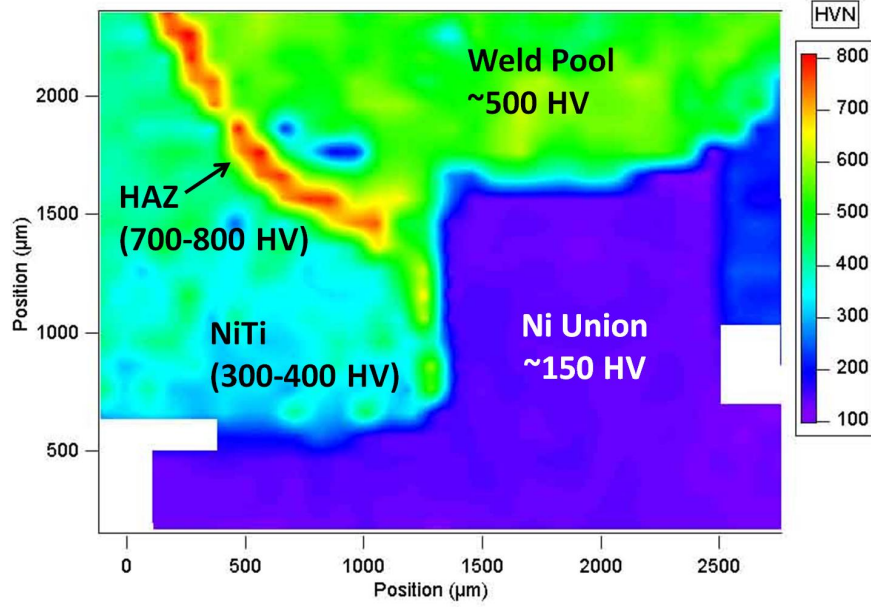 HVN
800
700
600
500
400
300
200
100
Weld Pool
~500 HV
HAZ
(700-800 HV)
NiTi
(300-400 HV)
Ni Union
~150 HV
Position (µm)
2000
1500
1000
500
0
500
1000
1500
2000
2500
Position (µm)